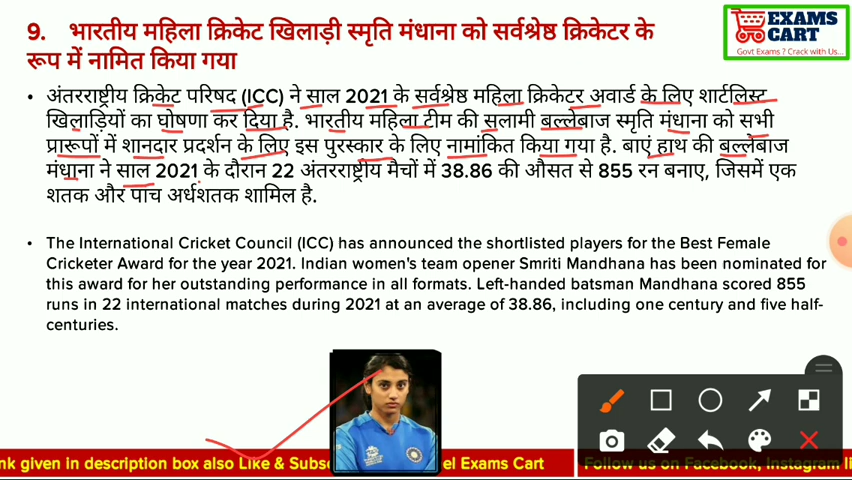 9. भारतीय महिला क्रिकेट खिलाड़ी स्मृति मंधाना को सर्वश्रेष्ठ क्रिकेटर के
रूप में नामित किया गया
EXAMS
CART
Govt Exams ? Crack with Us...
• अंतरराष्ट्रीय क्रिकेट परिषद (ICC) ने साल 2021 के सर्वश्रेष्ठ महिला क्रिकेटर अवार्ड के लिए शार्टलिस्ट
खिलाड़ियों का घोषणा कर दिया है. भारतीय महिला टीम की सलामी बल्लेबाज स्मृति मंधाना को सभी
प्रारूपों में शानदार प्रदर्शन के लिए इस पुरस्कार के लिए नामांकित किया गया है. बाएं हाथ की बल्लेबाज
मंधाना ने साल 2021 के दौरान 22 अंतरराष्ट्रीय मैचों में 38.86 की औसत से 855 रन बनाए, जिसमें एक
शतक और पांच अर्धशतक शामिल है.
• The International Cricket Council (ICC) has announced the shortlisted players for the Best Female
Cricketer Award for the year 2021. Indian women's team opener Smriti Mandhana has been nominated for
this award for her outstanding performance in all formats. Left-handed batsman Mandhana scored 855
runs in 22 international matches during 2021 at an average of 38.86, including one century and five half-
centuries.
nk given in description box also Like & Subs el Exams Cart Follow us on Facebook, Instagram li